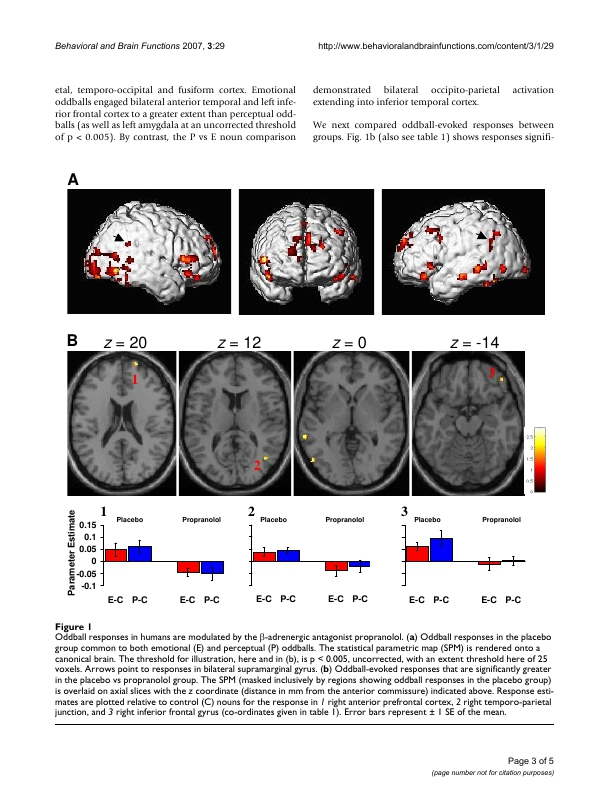 Behavioral and Brain Functions 2007, 3:29
http://www.behavioralandbrainfunctions.com/content/3/1/29
etal, temporo-occipital and fusiform cortex. Emotional
oddballs engaged bilateral anterior temporal and left infe-
rior frontal cortex to a greater extent than perceptual odd-
balls (as well as left amygdala at an uncorrected threshold
of p < 0.005). By contrast, the P vs E noun comparison
demonstrated bilateral occipito-parietal activation
extending into inferior temporal cortex.
We next compared oddball-evoked responses between
groups. Fig. 1b (also see table 1) shows responses signifi-
A
B
z = 20 z = 12 z = 0 z = -14
1
2
3
2.5
2
1.5
1
0.5
0
1 2 3
Placebo Propranolol Placebo Propranolol Placebo Propranolol
Parameter Estimate
0.15
0.1
0.05
0
-0.05
-0.1
E-C P-C E-C P-C E-C P-C E-C P-C E-C P-C E-C P-C
Figure 1
Oddball responses in humans are modulated by the β-adrenergic antagonist propranolol. (a) Oddball responses in the placebo
group common to both emotional (E) and perceptual (P) oddballs. The statistical parametric map (SPM) is rendered onto a
canonical brain. The threshold for illustration, here and in (b), is p < 0.005, uncorrected, with an extent threshold here of 25
voxels. Arrows point to responses in bilateral supramarginal gyrus. (b) Oddball-evoked responses that are significantly greater
in the placebo vs propranolol group. The SPM (masked inclusively by regions showing oddball responses in the placebo group)
is overlaid on axial slices with the z coordinate (distance in mm from the anterior commissure) indicated above. Response esti-
mates are plotted relative to control (C) nouns for the response in 1 right anterior prefrontal cortex, 2 right temporo-parietal
junction, and 3 right inferior frontal gyrus (co-ordinates given in table 1). Error bars represent ± 1 SE of the mean.
Page 3 of 5
(page number not for citation purposes)